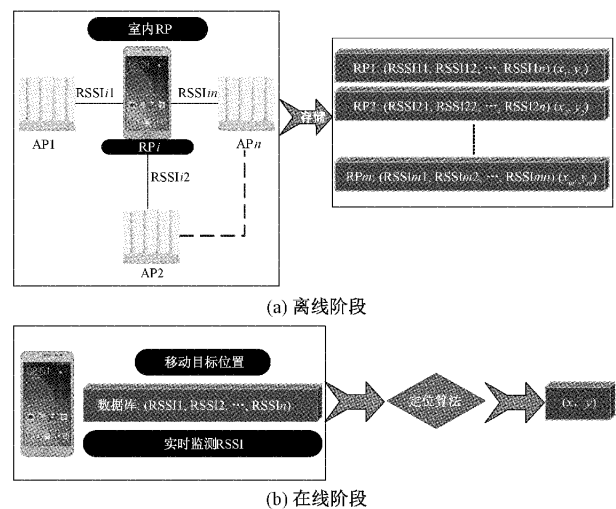 室内RP
RSSIi1
RSSIin
AP1
RPi
APn
RSSIi2
AP2
存储
RP1: (RSSI11, RSSI12, …, RSSI1n) (x₁, y₁)
RP2: (RSSI21, RSSI22, …, RSSI2n) (x₂, y₂)
RPm: (RSSIm1, RSSIm2, …, RSSImn) (xₘ, yₘ)
(a) 离线阶段
移动目标位置
数据库: (RSSI1, RSSI2, …, RSSIn)
实时监测RSSI
定位算法
(x, y)
(b) 在线阶段